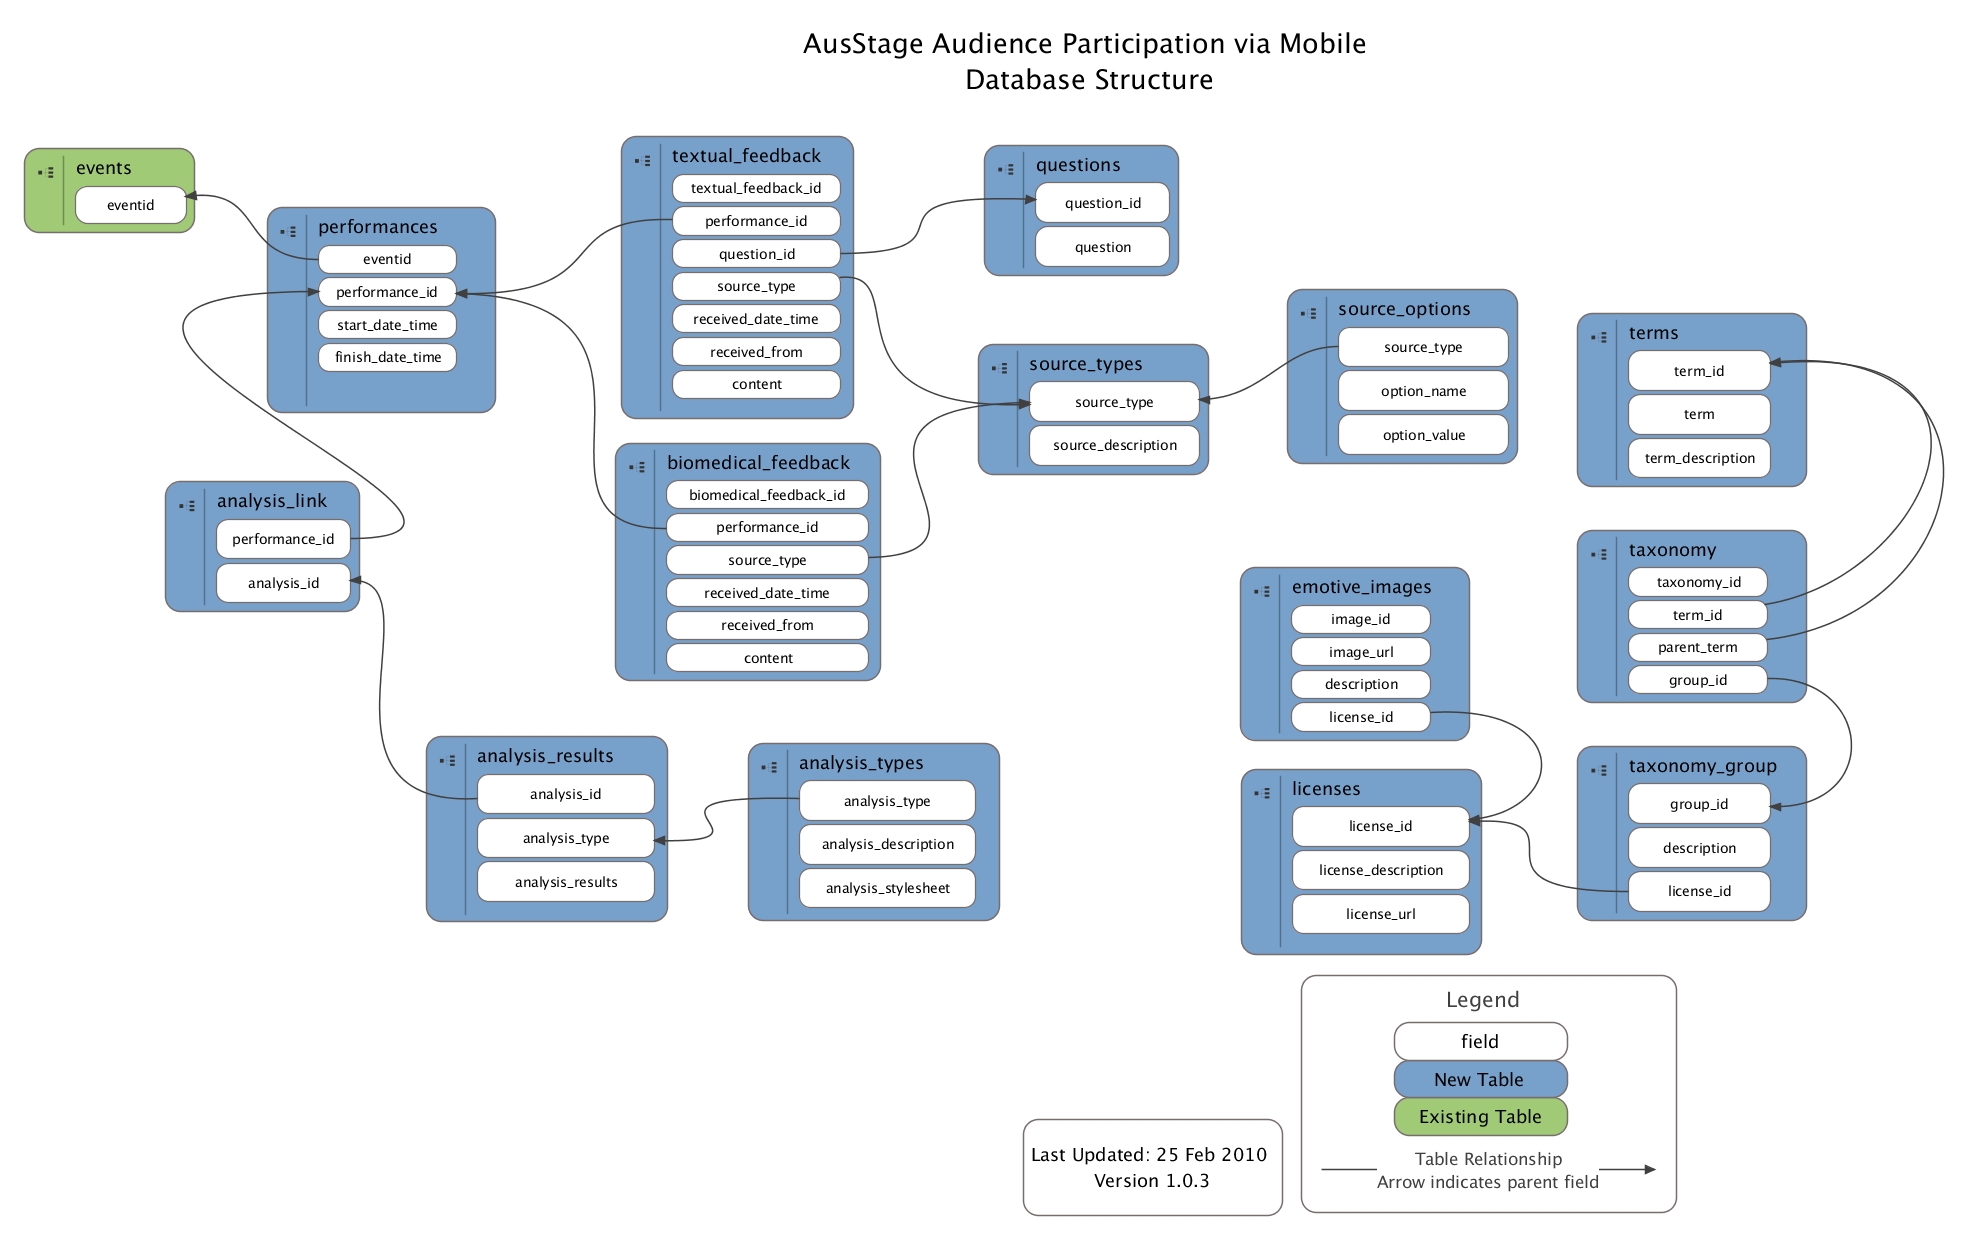 AusStage Audience Participation via Mobile
Database Structure
events
eventid
performances
eventid
performance_id
start_date_time
finish_date_time
textual_feedback
textual_feedback_id
performance_id
question_id
source_type
received_date_time
received_from
content
questions
question_id
question
source_types
source_type
source_description
source_options
source_type
option_name
option_value
terms
term_id
term
term_description
biomedical_feedback
biomedical_feedback_id
performance_id
source_type
received_date_time
received_from
content
analysis_link
performance_id
analysis_id
taxonomy
taxonomy_id
term_id
parent_term
group_id
emotive_images
image_id
image_url
description
license_id
analysis_results
analysis_id
analysis_type
analysis_results
analysis_types
analysis_type
analysis_description
analysis_stylesheet
licenses
license_id
license_description
license_url
taxonomy_group
group_id
description
license_id
Legend
field
New Table
Existing Table
Table Relationship
Arrow indicates parent field
Last Updated: 25 Feb 2010
Version 1.0.3